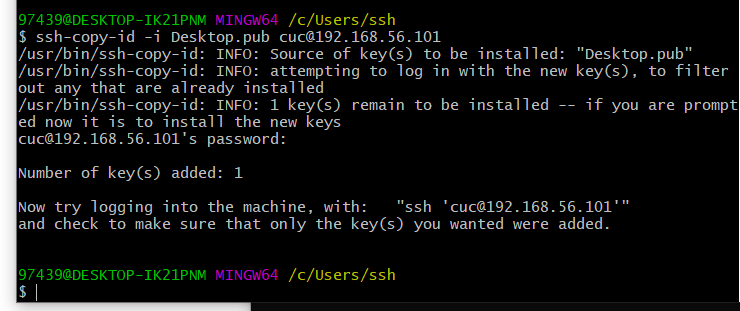 97439@DESKTOP-IK21PNM MINGW64 /c/Users/ssh
$ ssh-copy-id -i Desktop.pub cuc@192.168.56.101
/usr/bin/ssh-copy-id: INFO: Source of key(s) to be installed: "Desktop.pub"
/usr/bin/ssh-copy-id: INFO: attempting to log in with the new key(s), to filter
out any that are already installed
/usr/bin/ssh-copy-id: INFO: 1 key(s) remain to be installed -- if you are prompt
ed now it is to install the new keys
cuc@192.168.56.101's password:
Number of key(s) added: 1
Now try logging into the machine, with:   "ssh 'cuc@192.168.56.101'"
and check to make sure that only the key(s) you wanted were added.
97439@DESKTOP-IK21PNM MINGW64 /c/Users/ssh
$